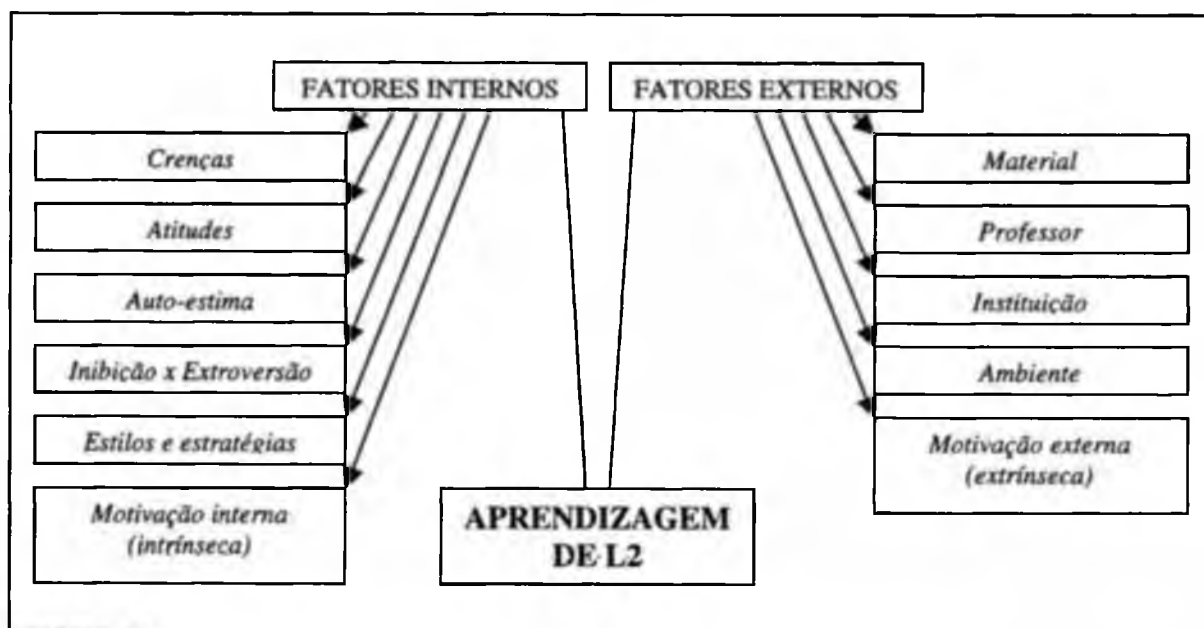 FATORES INTERNOS
FATORES EXTERNOS
Crenças
Atitudes
Auto-estima
Inibição x Extroversão
Estilos e estratégias
Motivação interna
(intrínseca)
Material
Professor
Instituição
Ambiente
Motivação externa
(extrínseca)
APRENDIZAGEM
DE L2